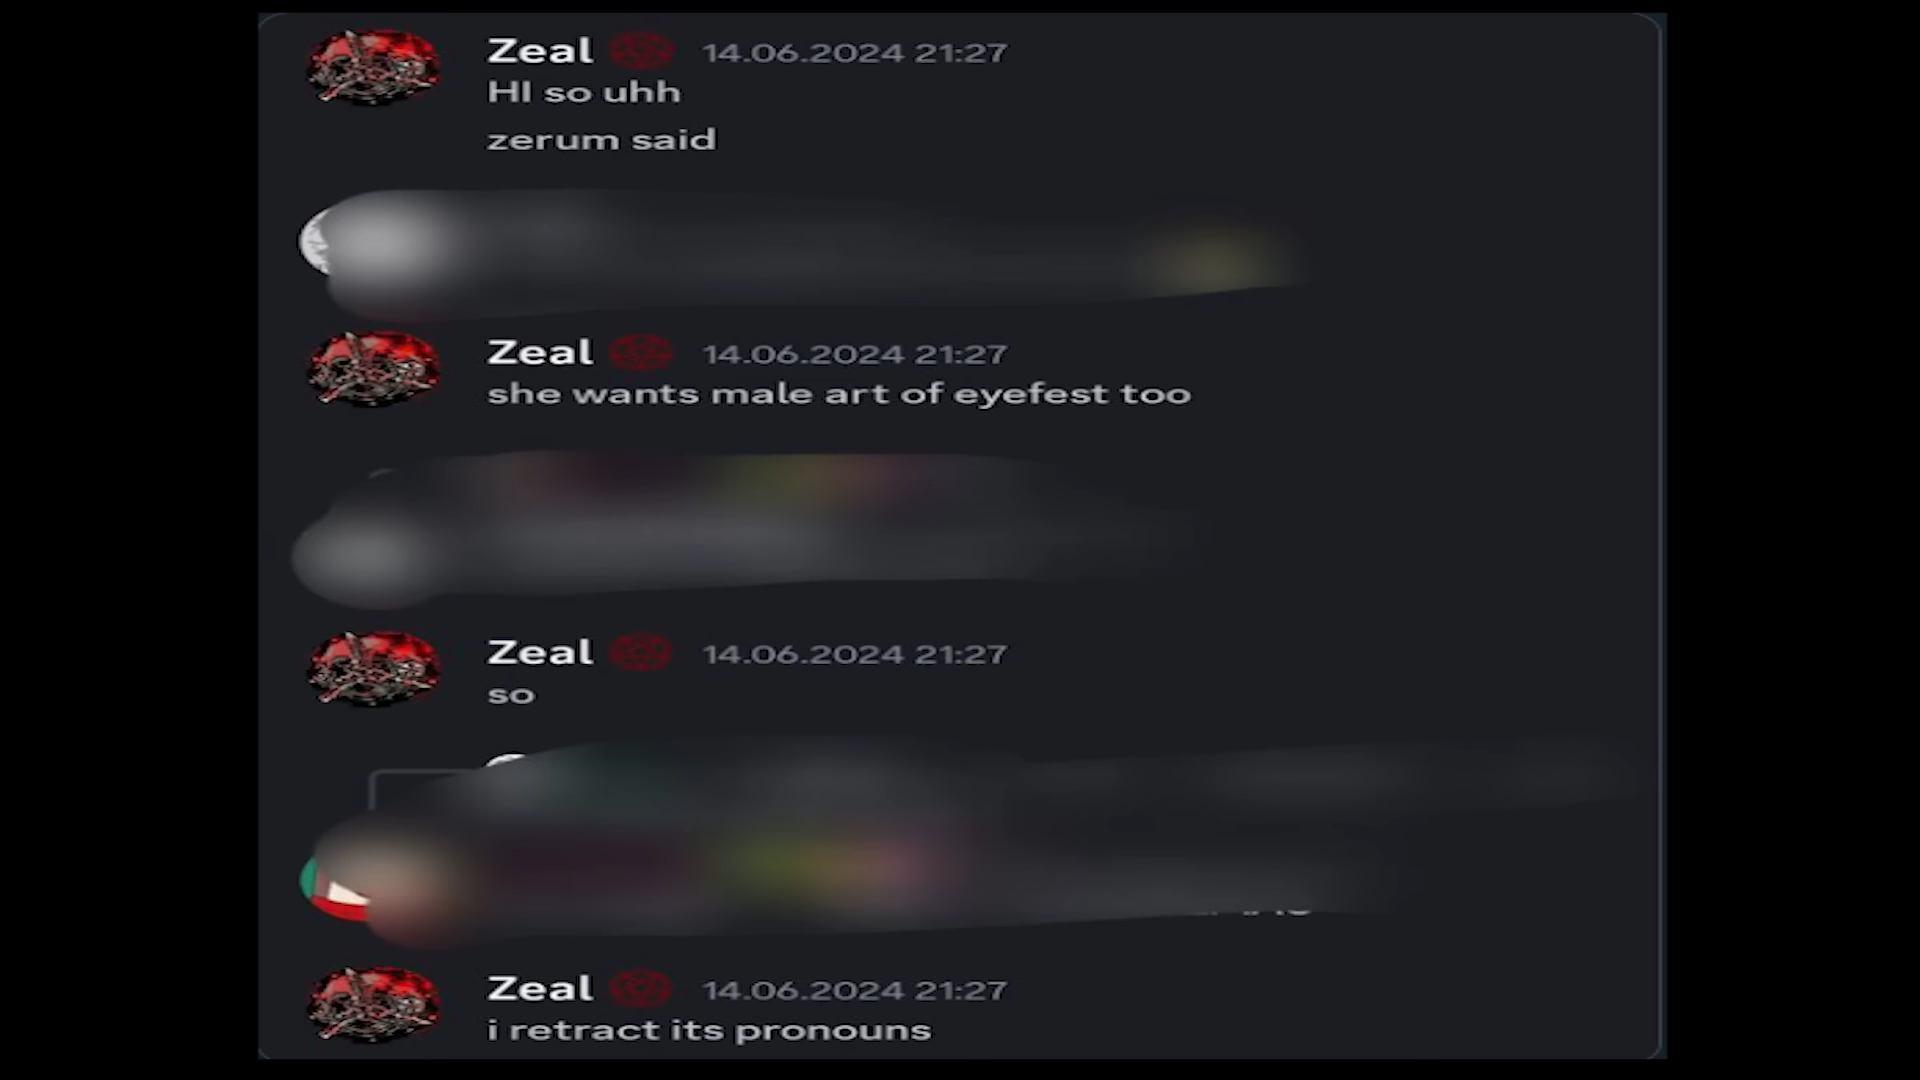 Zeal 14.06.2024 21:27
HI so uhh
zerum said
Zeal 14.06.2024 21:27
she wants male art of eyefest too
Zeal 14.06.2024 21:27
so
Zeal 14.06.2024 21:27
i retract its pronouns